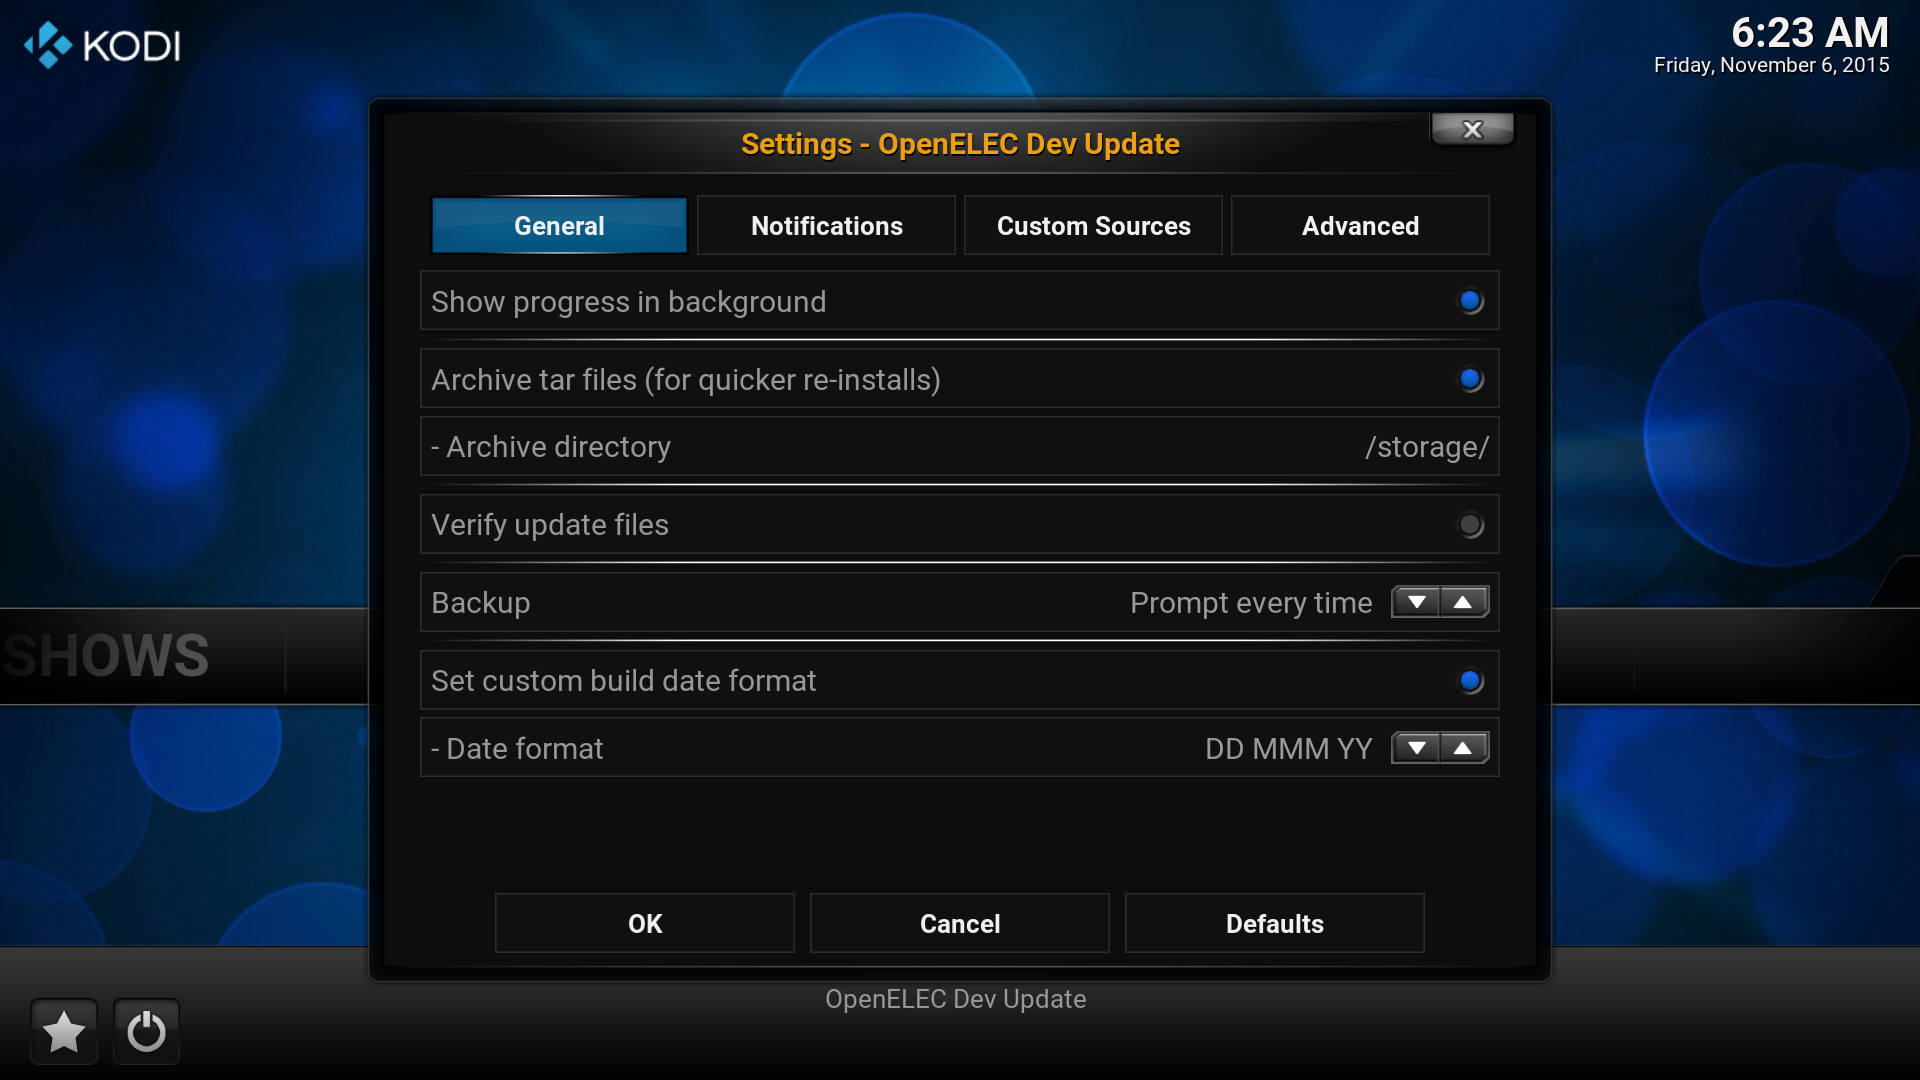 KODI
6:23 AM
Friday, November 6, 2015
Settings - OpenELEC Dev Update
General
Notifications
Custom Sources
Advanced
Show progress in background
Archive tar files (for quicker re-installs)
- Archive directory /storage/
Verify update files
Backup Prompt every time
SHOWS
Set custom build date format
- Date format DD MMM YY
OK
Cancel
Defaults
OpenELEC Dev Update